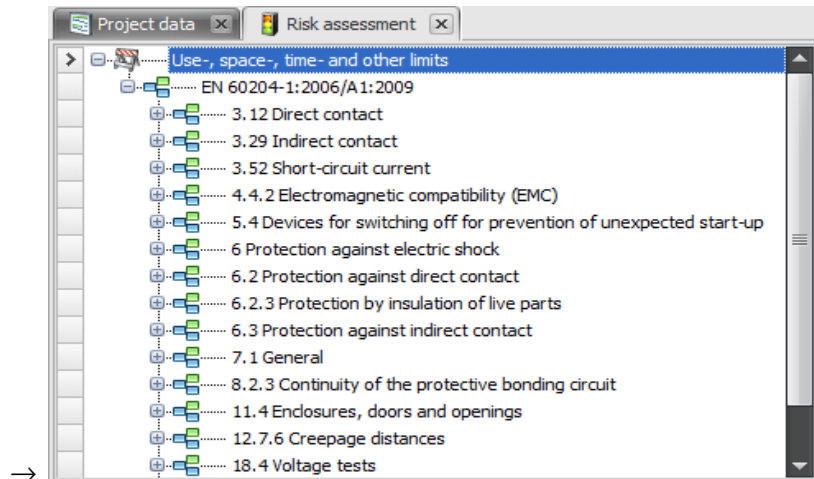 Project data
Risk assessment
Use-, space-, time- and other limits
EN 60204-1:2006/A1:2009
3.12 Direct contact
3.29 Indirect contact
3.52 Short-circuit current
4.4.2 Electromagnetic compatibility (EMC)
5.4 Devices for switching off for prevention of unexpected start-up
6 Protection against electric shock
6.2 Protection against direct contact
6.2.3 Protection by insulation of live parts
6.3 Protection against indirect contact
7.1 General
8.2.3 Continuity of the protective bonding circuit
11.4 Enclosures, doors and openings
12.7.6 Creepage distances
→ 18.4 Voltage tests